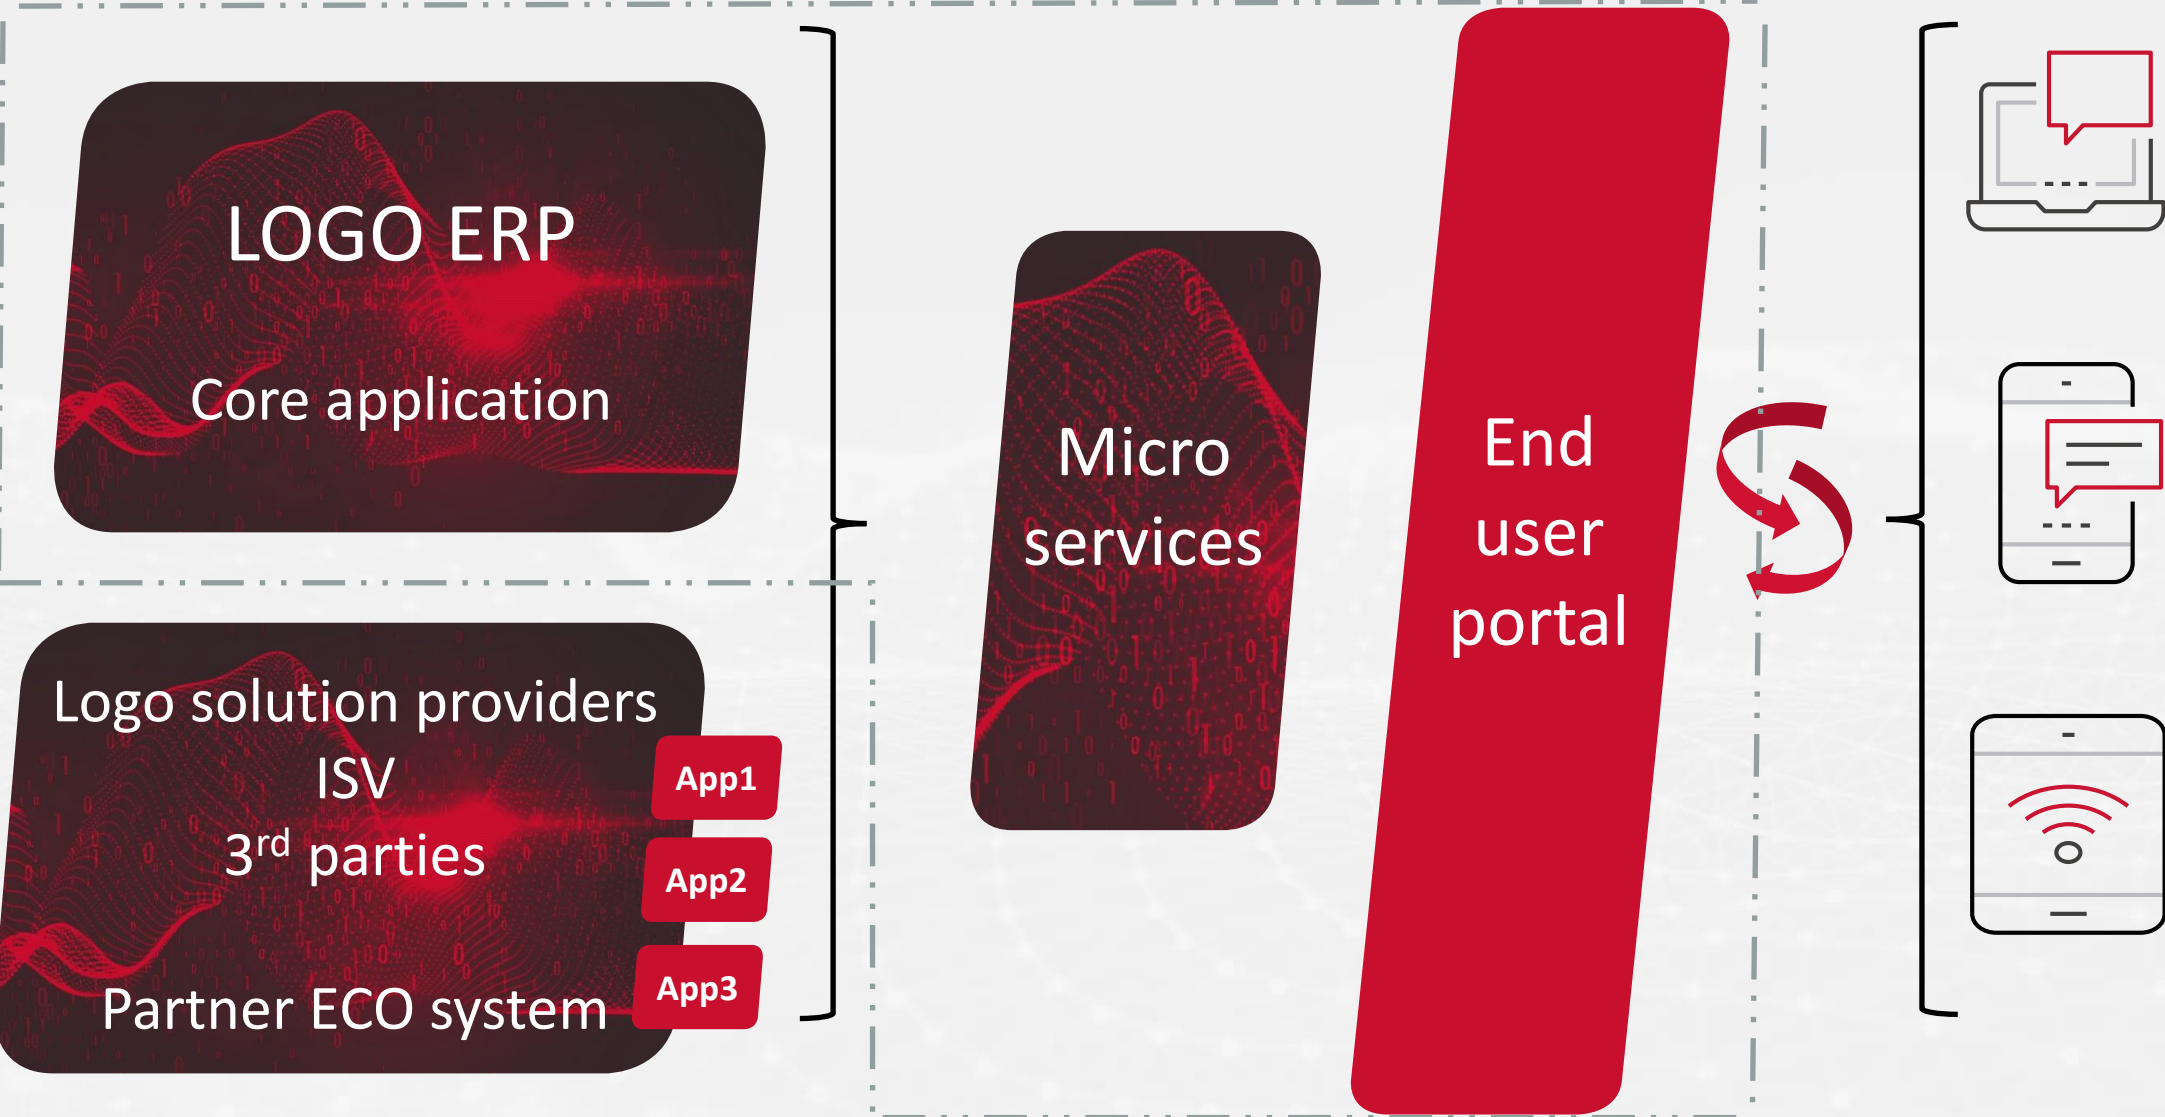 LOGO ERP
Core application
Logo solution providers
ISV
3rd parties
Partner ECO system
App1
App2
App3
Micro
services
End
user
portal